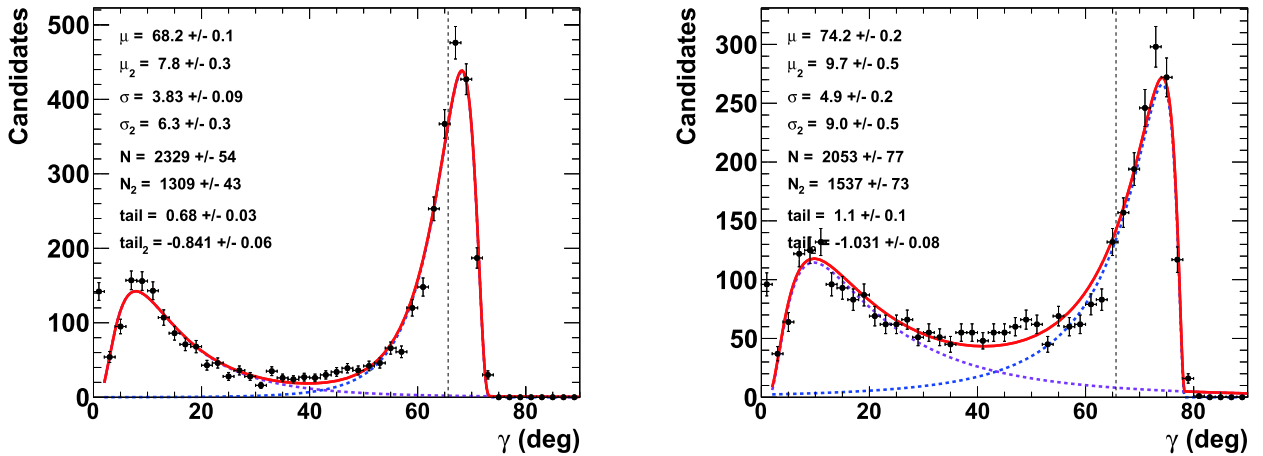 Candidates
500
400
300
200
100
0
μ = 68.2 +/- 0.1
μ2 = 7.8 +/- 0.3
σ = 3.83 +/- 0.09
σ2 = 6.3 +/- 0.3
N = 2329 +/- 54
N2 = 1309 +/- 43
tail = 0.68 +/- 0.03
tail2 = -0.841 +/- 0.06
0 20 40 60 80
γ (deg)
Candidates
300
250
200
150
100
50
0
μ = 74.2 +/- 0.2
μ2 = 9.7 +/- 0.5
σ = 4.9 +/- 0.2
σ2 = 9.0 +/- 0.5
N = 2053 +/- 77
N2 = 1537 +/- 73
tail = 1.1 +/- 0.1
tail2 = -1.031 +/- 0.08
0 20 40 60 80
γ (deg)